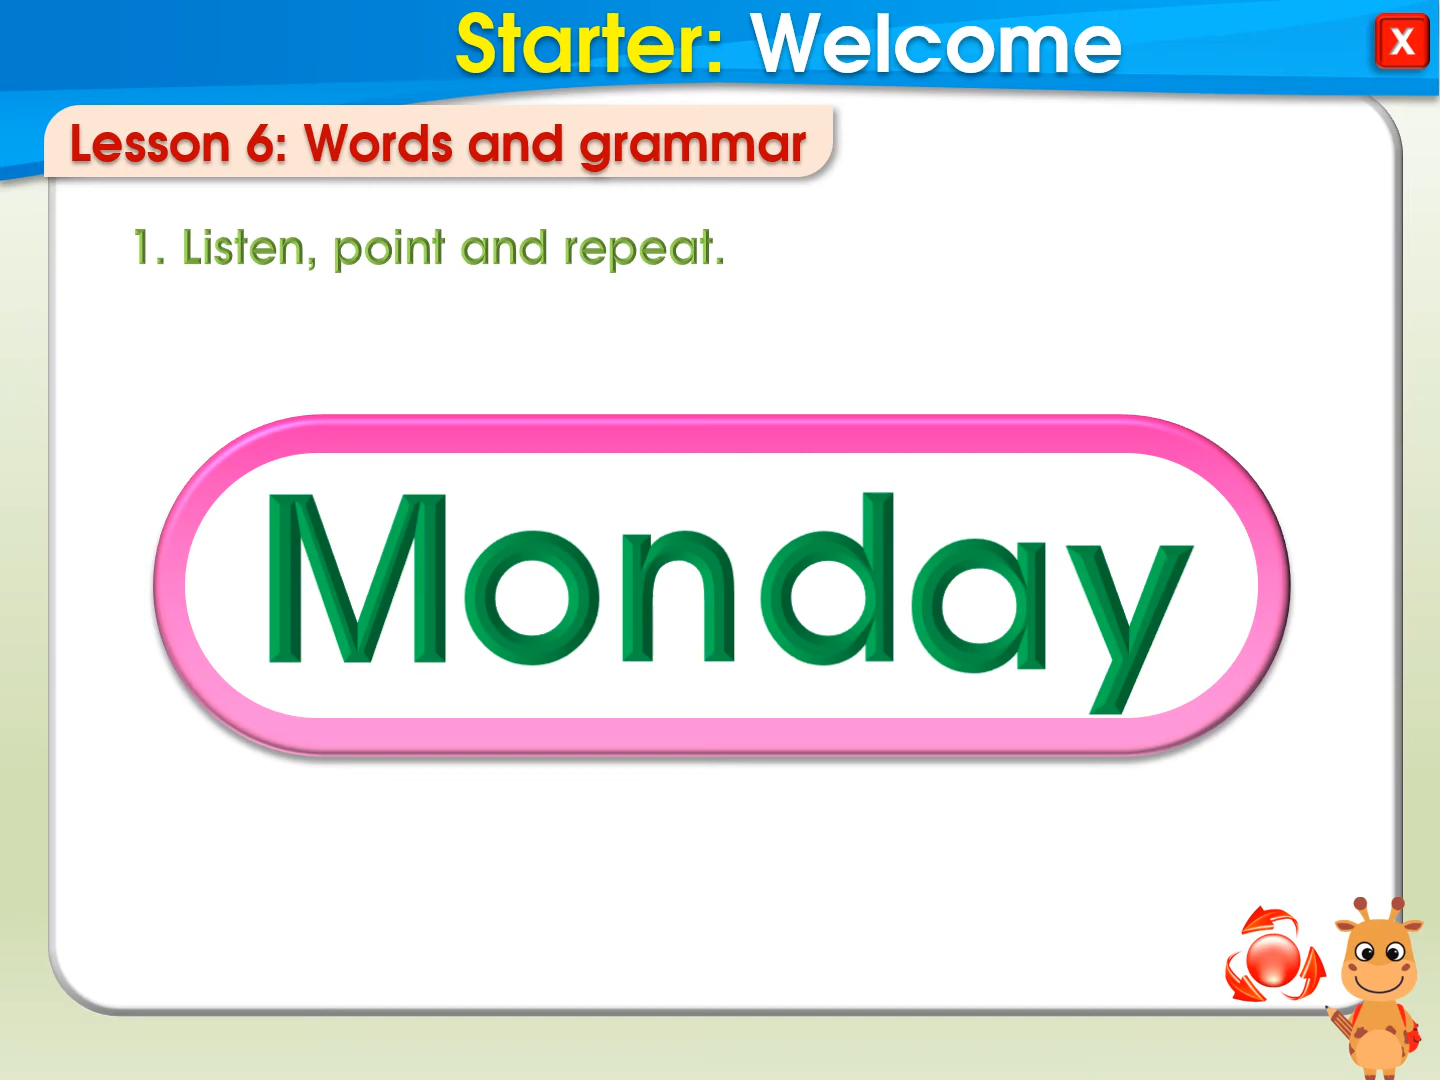 Starter: Welcome
X
Lesson 6: Words and grammar
1. Listen, point and repeat.
Monday